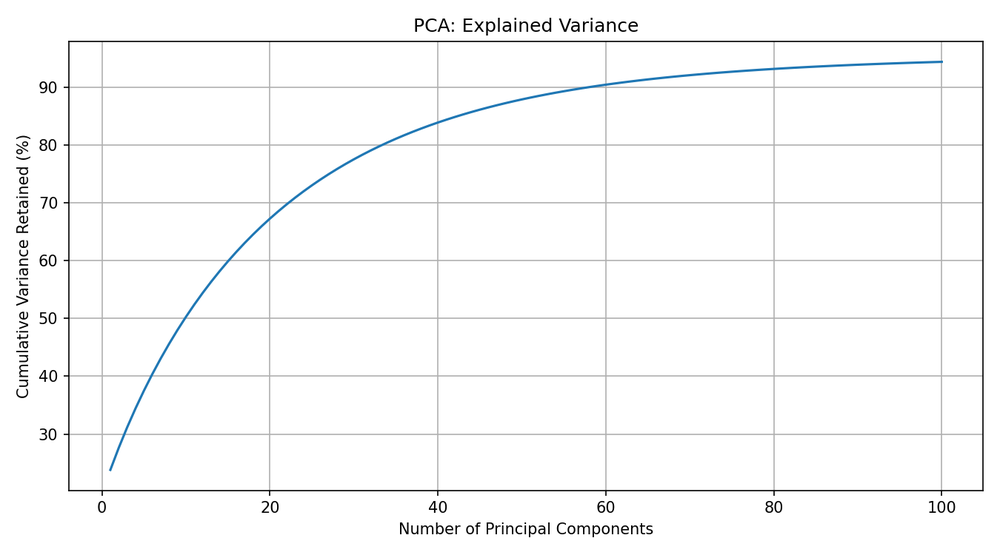 PCA: Explained Variance
Cumulative Variance Retained (%)
90
80
70
60
50
40
30
0 20 40 60 80 100
Number of Principal Components